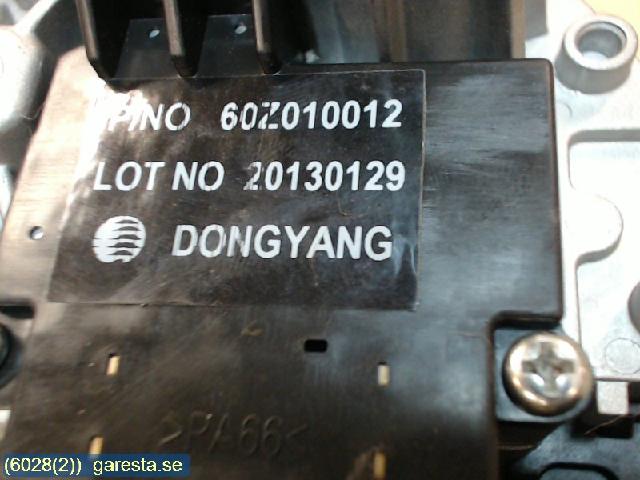 P/NO 60Z010012
LOT NO 20130129
DONGYANG
>PA66<
(6028(2)) garesta.se